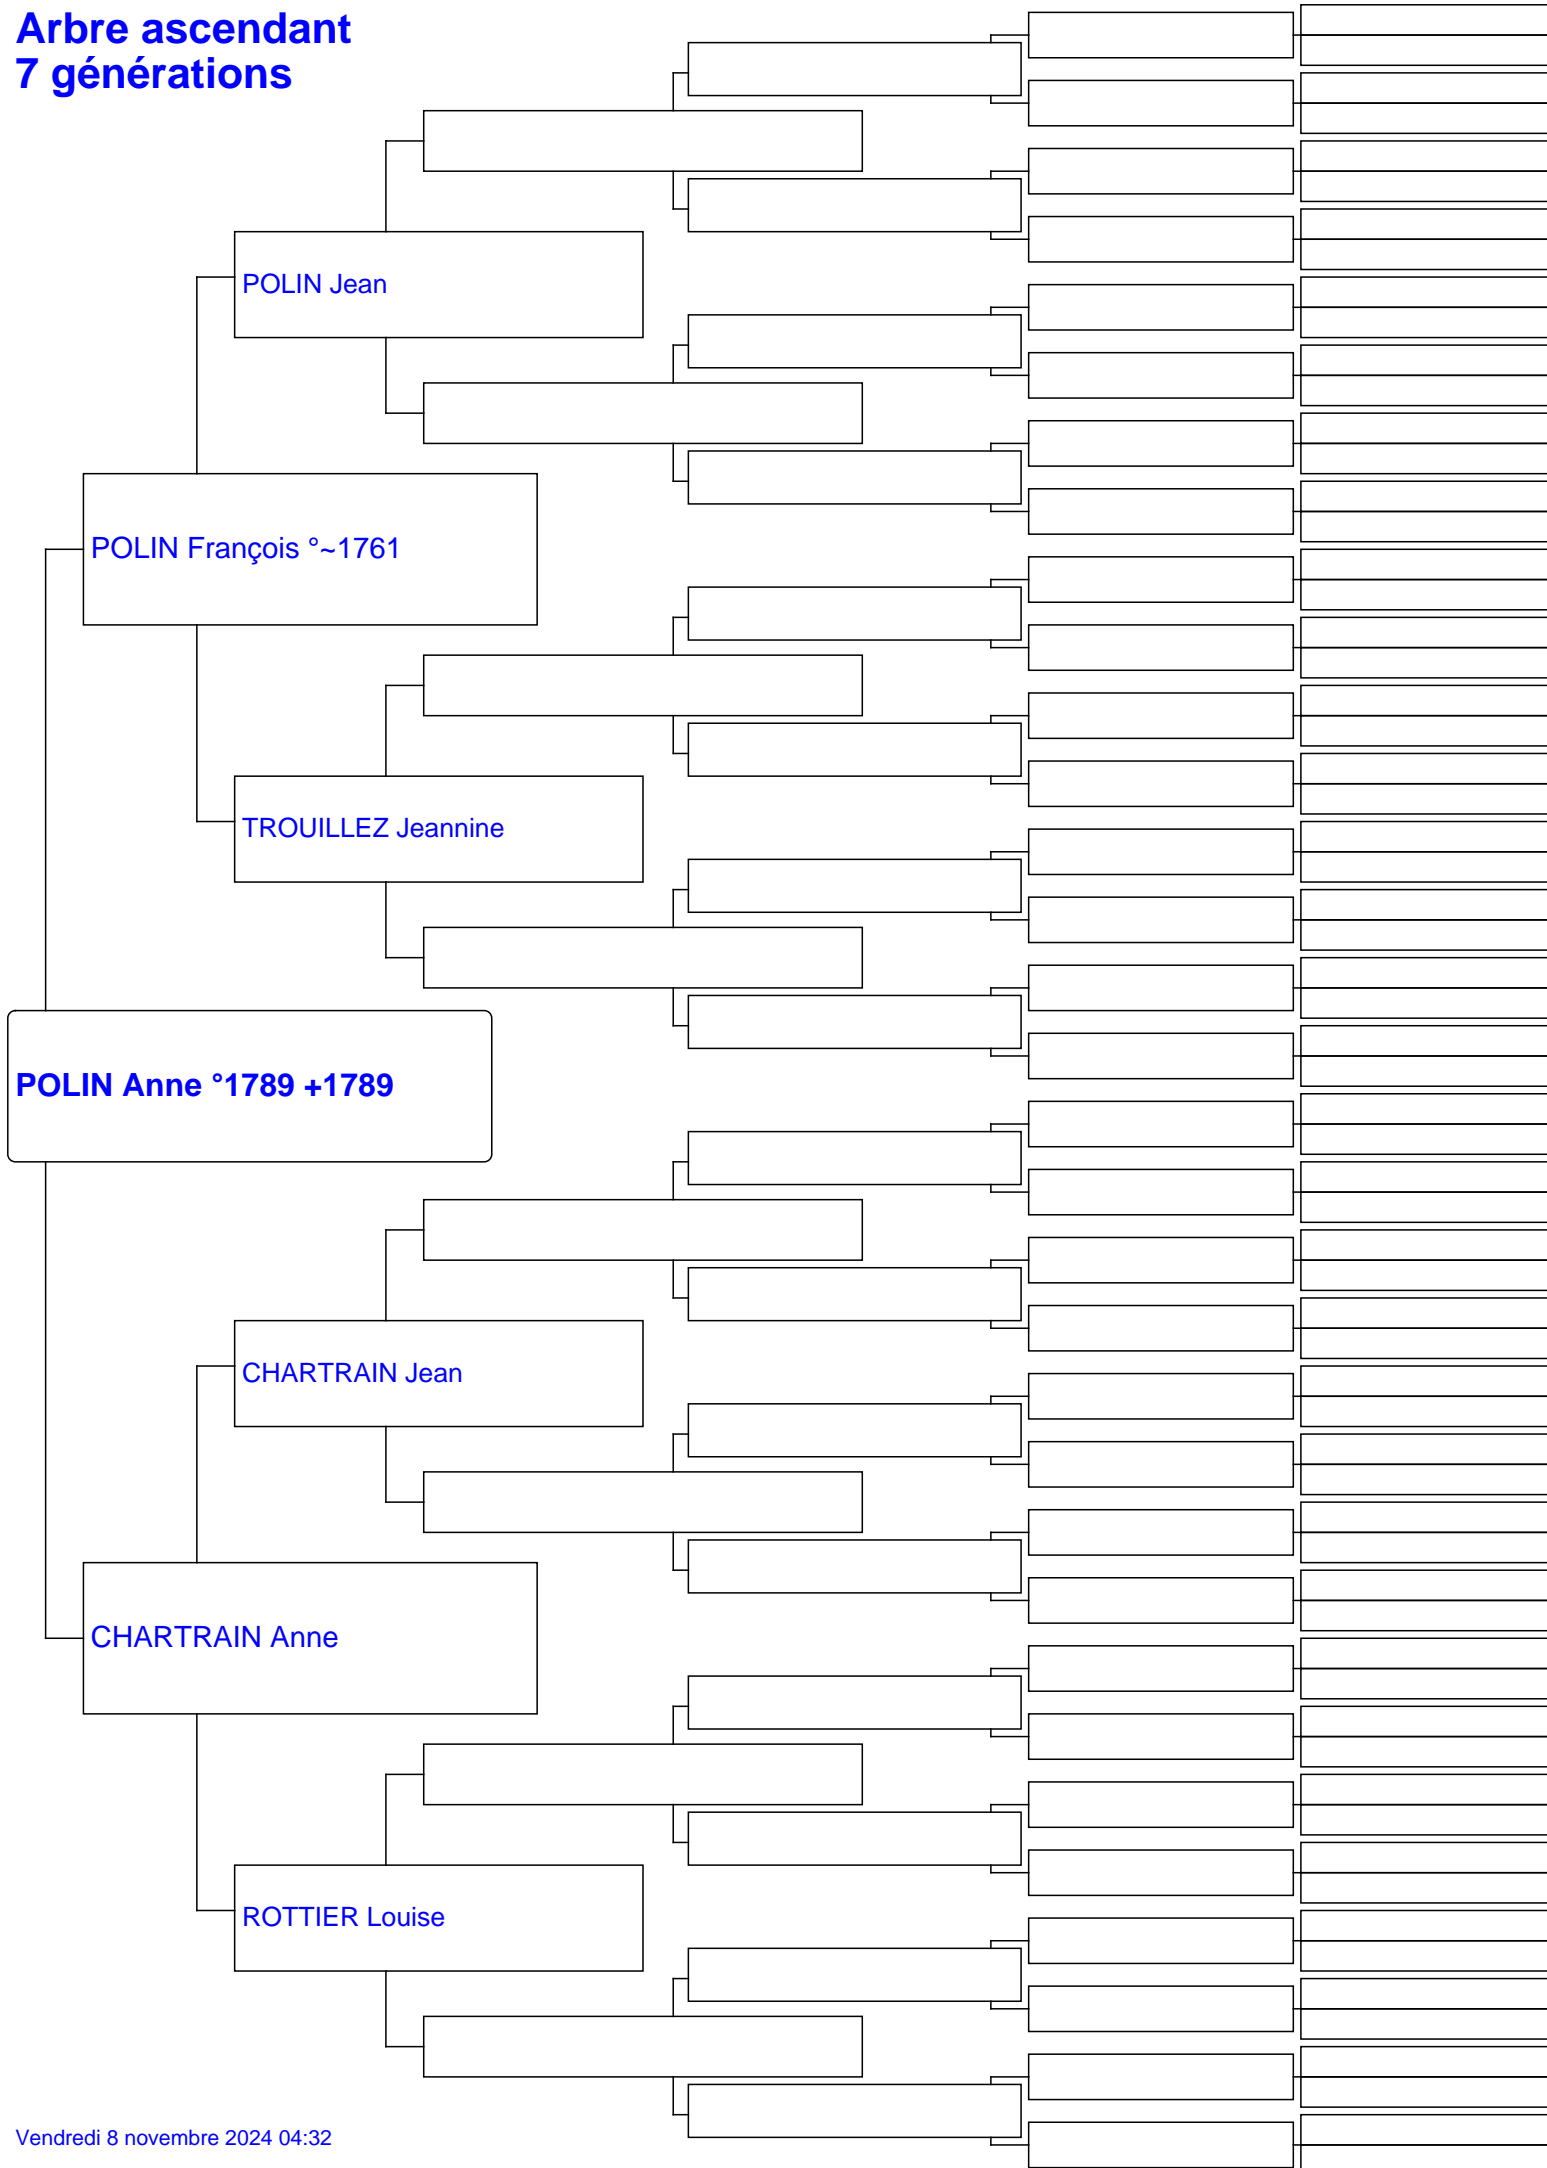 Arbre ascendant
7 générations
POLIN Jean
POLIN François °~1761
TROUILLEZ Jeannine
POLIN Anne °1789 +1789
CHARTRAIN Jean
CHARTRAIN Anne
ROTTIER Louise
Vendredi 8 novembre 2024 04:32